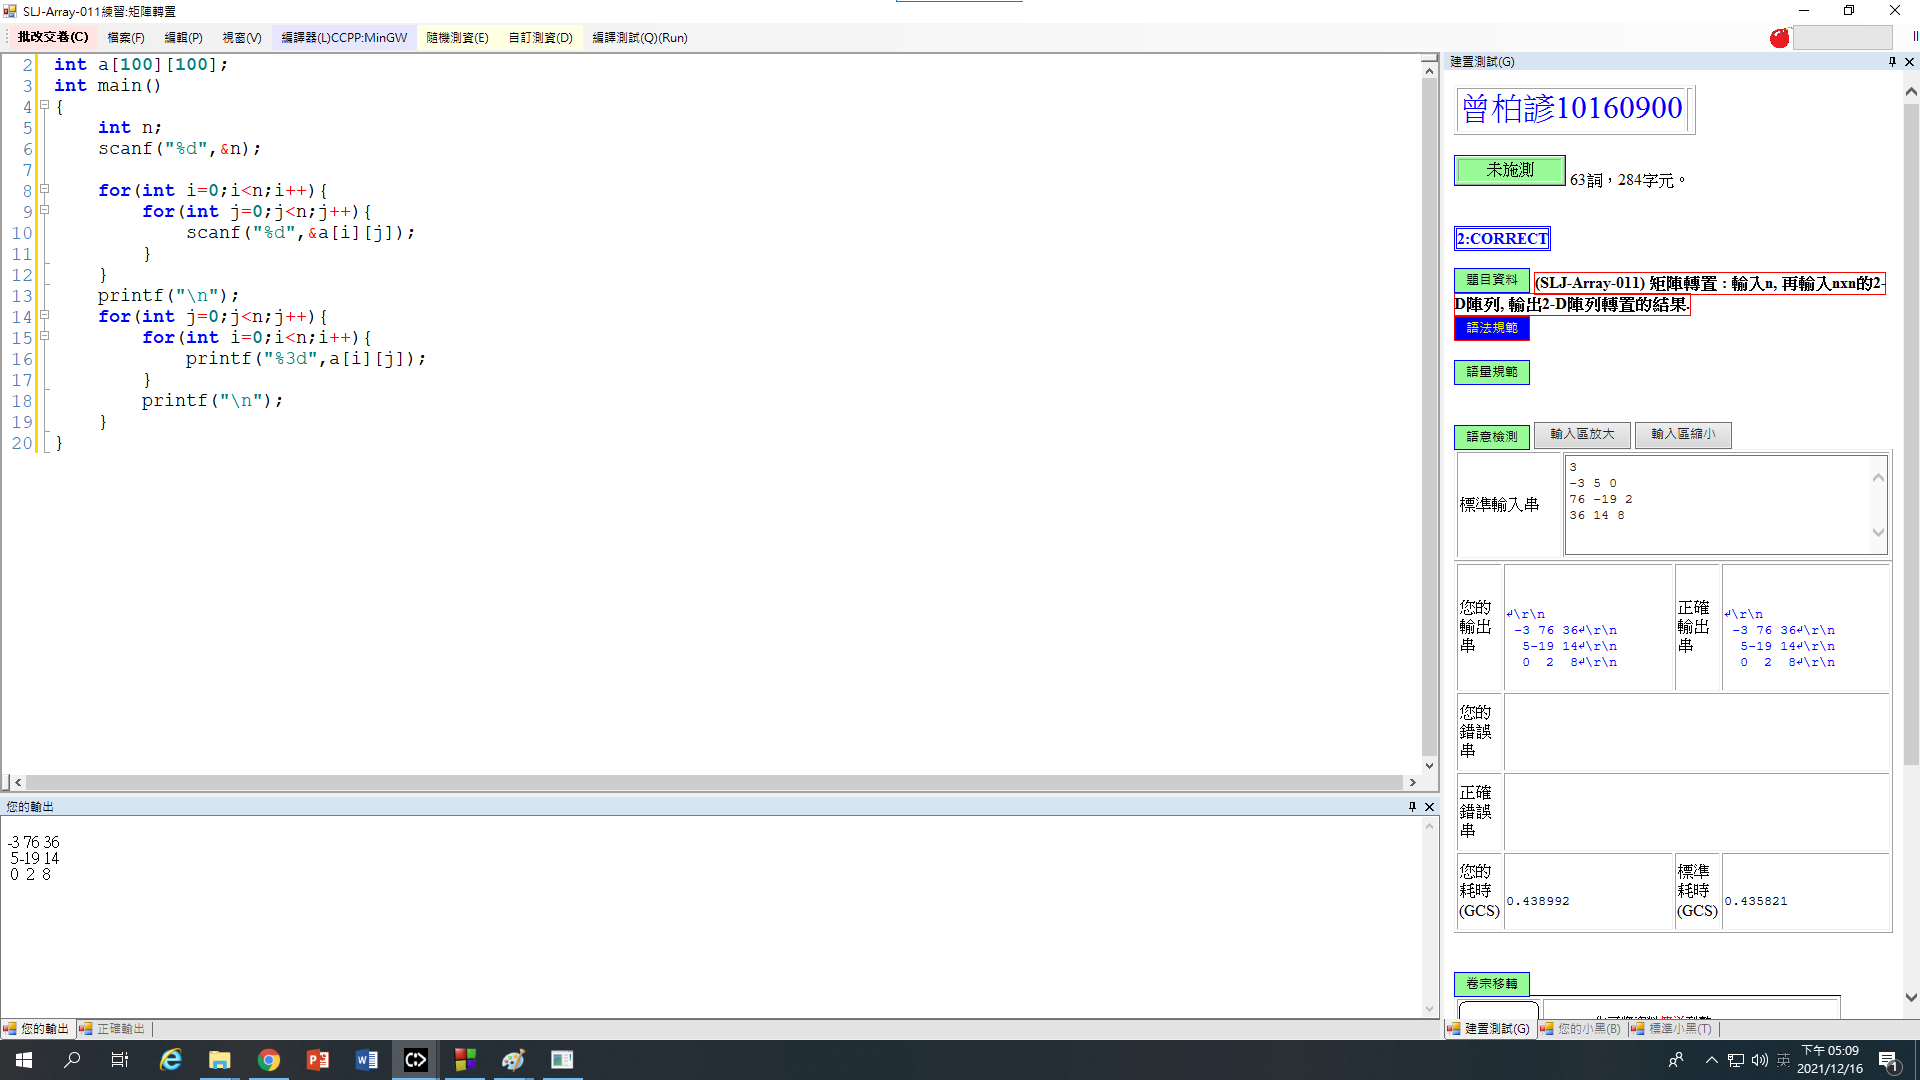 SLJ-Array-011練習:矩陣轉置
批改交卷(C) 檔案(F) 編輯(P) 視窗(V) 編譯器(L)CCPP:MinGW 隨機測資(E) 自訂測資(D) 編譯測試(Q)(Run)
2 int a[100][100];
3 int main()
4 {
5 int n;
6 scanf("%d",&n);
7
8 for(int i=0;i<n;i++){
9 for(int j=0;j<n;j++){
10 scanf("%d",&a[i][j]);
11 }
12 }
13 printf("\n");
14 for(int j=0;j<n;j++){
15 for(int i=0;i<n;i++){
16 printf("%3d",a[i][j]);
17 }
18 printf("\n");
19 }
20 }
您的輸出
-3 76 36
5-19 14
0 2 8
您的輸出 正確輸出
建置測試(G)
曾柏諺10160900
未施測 63詞，284字元。
2:CORRECT
題目資料 (SLJ-Array-011) 矩陣轉置 : 輸入n, 再輸入nxn的2-
D陣列, 輸出2-D陣列轉置的結果.
語法規範
語量規範
語意檢測 輸入區放大 輸入區縮小
標準輸入串
3
-3 5 0
76 -19 2
36 14 8
您的輸出串
↲\r\n
-3 76 36↲\r\n
5-19 14↲\r\n
0 2 8↲\r\n
正確輸出串
↲\r\n
-3 76 36↲\r\n
5-19 14↲\r\n
0 2 8↲\r\n
您的錯誤串
正確錯誤串
您的耗時(GCS) 0.438992 標準耗時(GCS) 0.435821
卷宗移轉
建置測試(G) 您的小黑(B) 標準小黑(T)
英
下午 05:09
2021/12/16
1